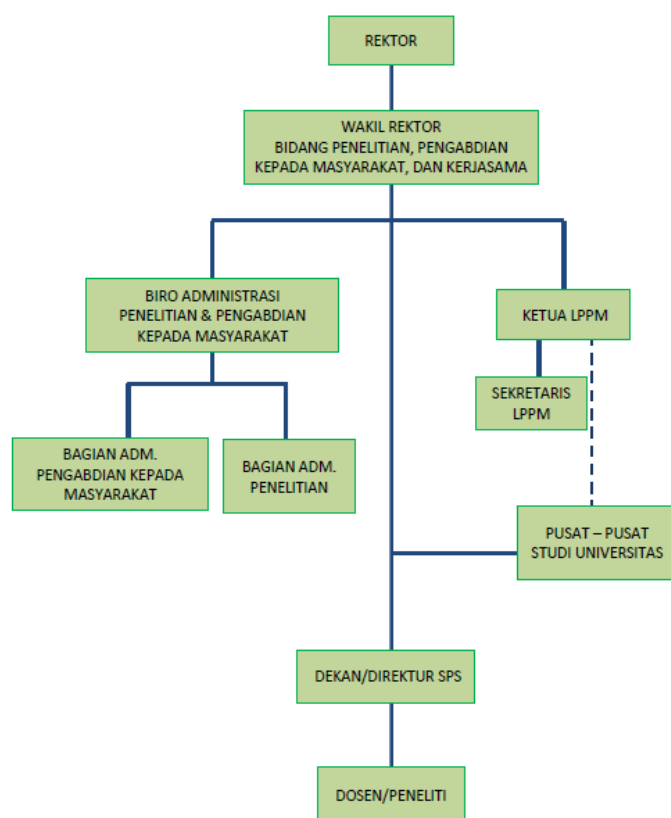 REKTOR
WAKIL REKTOR
BIDANG PENELITIAN, PENGABDIAN
KEPADA MASYARAKAT, DAN KERJASAMA
BIRO ADMINISTRASI
PENELITIAN & PENGABDIAN
KEPADA MASYARAKAT
KETUA LPPM
SEKRETARIS
LPPM
BAGIAN ADM.
PENGABDIAN KEPADA
MASYARAKAT
BAGIAN ADM.
PENELITIAN
PUSAT – PUSAT
STUDI UNIVERSITAS
DEKAN/DIREKTUR SPS
DOSEN/PENELITI